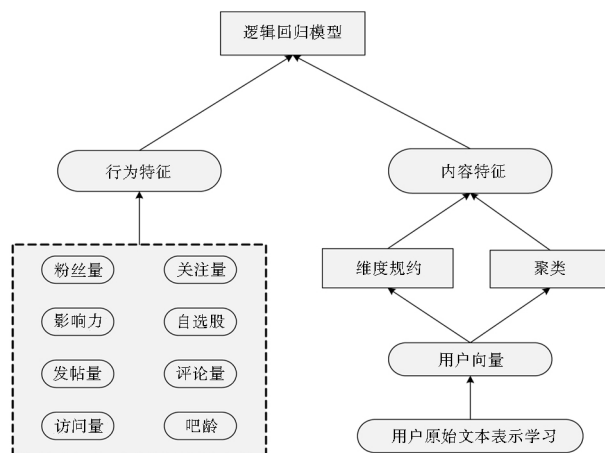 逻辑回归模型
行为特征
内容特征
粉丝量
关注量
维度规约
聚类
影响力
自选股
发帖量
评论量
用户向量
访问量
吧龄
用户原始文本表示学习